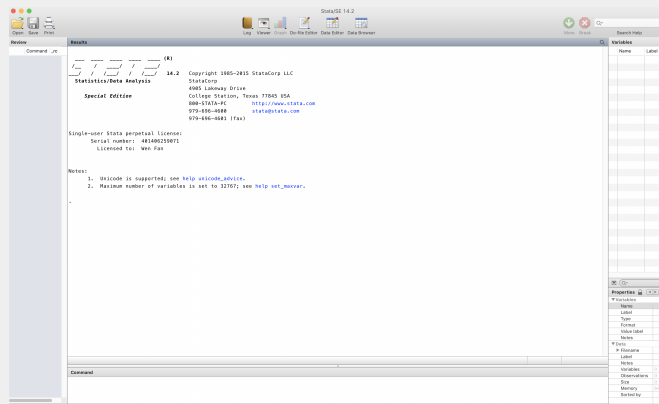 Stata/SE 14.2
Open Save Print
Log Viewer Graph Do-file Editor Data Editor Data Browser
More Break
Search Help
Review
Command _rc
Results
(R)
14.2 Copyright 1985-2015 StataCorp LLC
Statistics/Data Analysis StataCorp
4905 Lakeway Drive
Special Edition College Station, Texas 77845 USA
800-STATA-PC http://www.stata.com
979-696-4600 stata@stata.com
979-696-4601 (fax)
Single-user Stata perpetual license:
Serial number: 401406259071
Licensed to: Wen Fan
Notes:
1. Unicode is supported; see help unicode_advice.
2. Maximum number of variables is set to 32767; see help set_maxvar.
.
Command
Variables
Name Label
Properties
Variables
Name
Label
Type
Format
Value label
Notes
Data
Filename
Label
Notes
Variables
Observations
Size
Memory
Sorted by